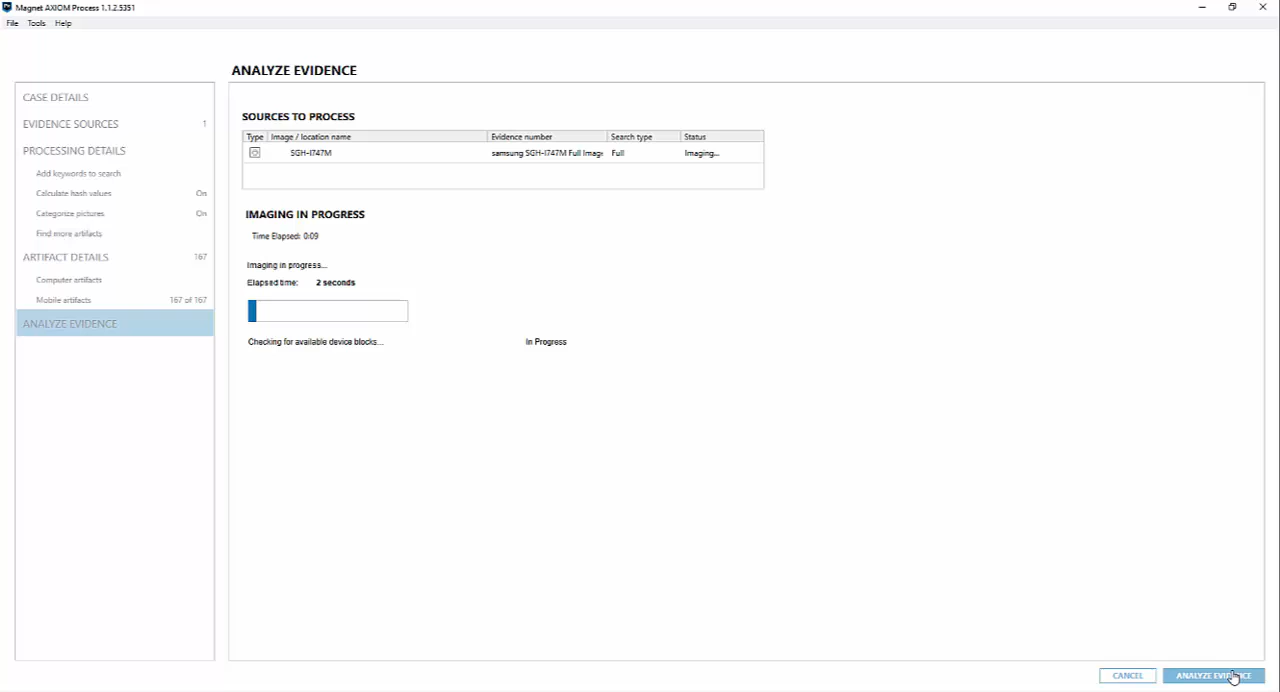 Magnet AXIOM Process 1.1.2.5351
File Tools Help
ANALYZE EVIDENCE
CASE DETAILS
EVIDENCE SOURCES 1
PROCESSING DETAILS
Add keywords to search
Calculate hash values On
Categorize pictures On
Find more artifacts
ARTIFACT DETAILS 167
Computer artifacts
Mobile artifacts 167 of 167
ANALYZE EVIDENCE
SOURCES TO PROCESS
Type Image / location name Evidence number Search type Status
SGH-I747M samsung SGH-I747M Full Imag Full Imaging...
IMAGING IN PROGRESS
Time Elapsed: 0:09
Imaging in progress...
Elapsed time: 2 seconds
Checking for available device blocks... In Progress
CANCEL ANALYZE EVIDENCE